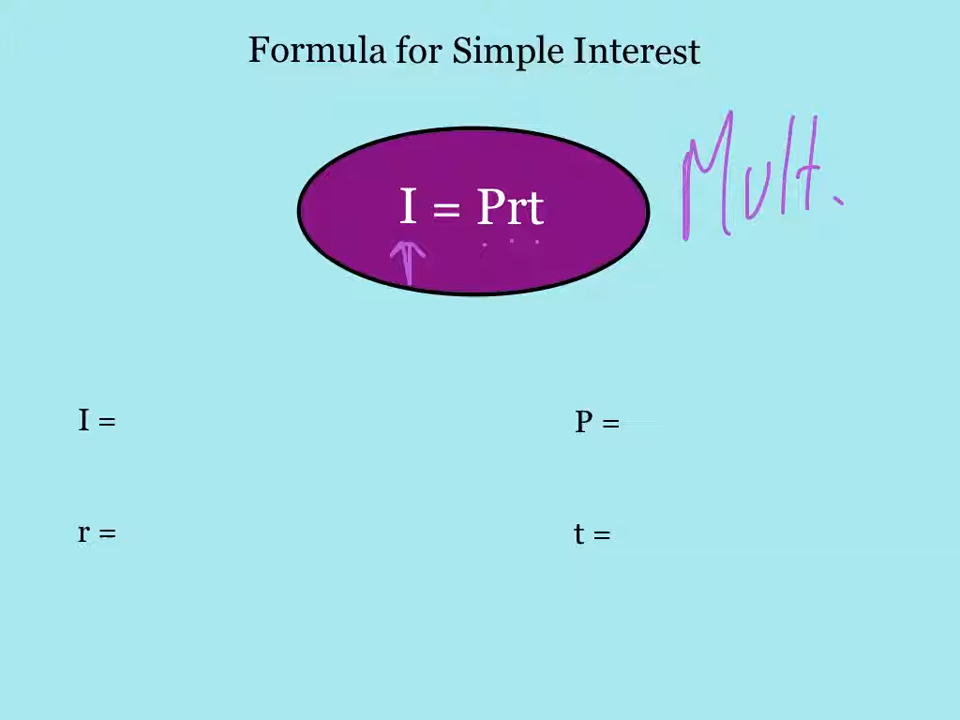 Formula for Simple Interest
I = Prt
Mult.
I =
P =
r =
t =